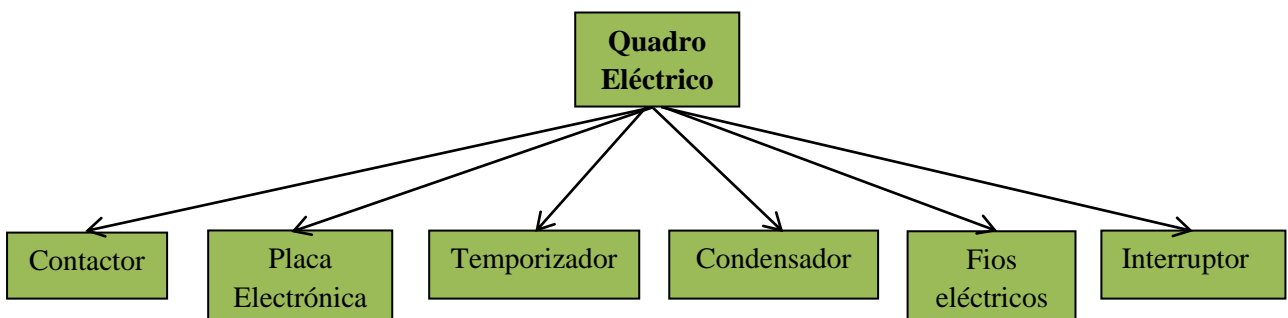 Quadro
Eléctrico
Contactor
Placa
Electrónica
Temporizador
Condensador
Fios
eléctricos
Interruptor